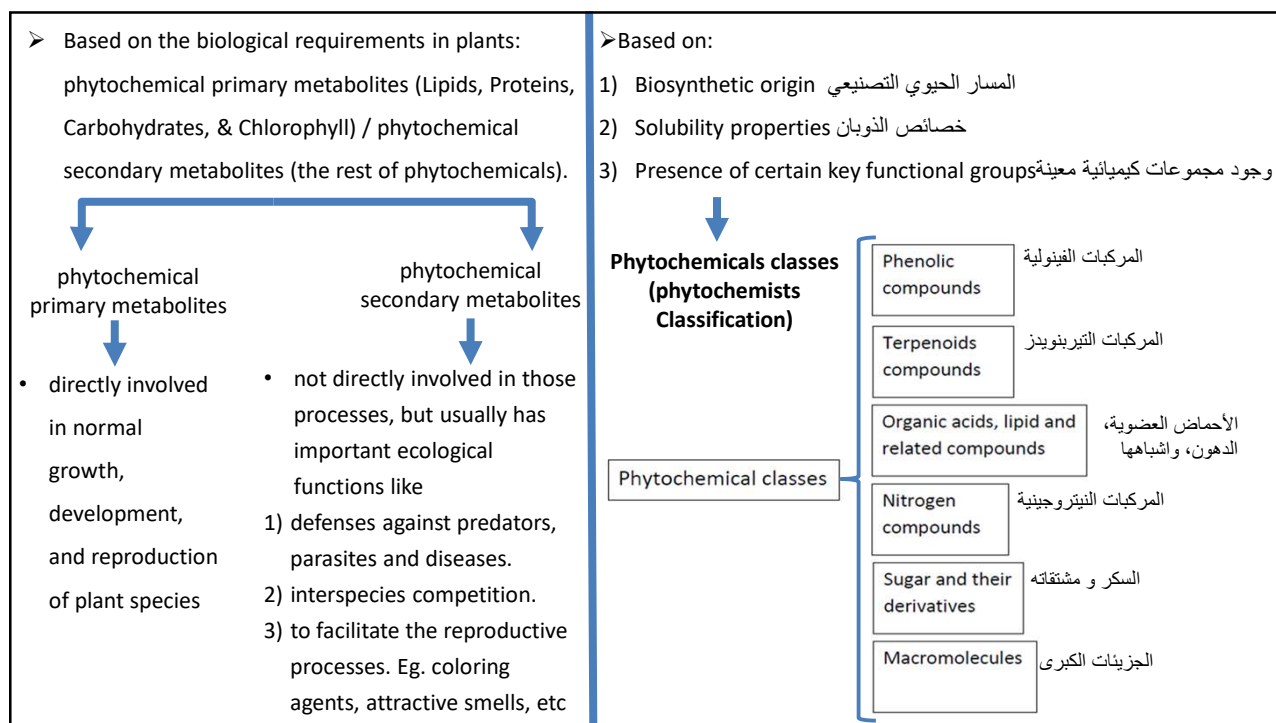 ➢ Based on the biological requirements in plants:
phytochemical primary metabolites (Lipids, Proteins,
Carbohydrates, & Chlorophyll) / phytochemical
secondary metabolites (the rest of phytochemicals).
phytochemical
primary metabolites
• directly involved
in normal
growth,
development,
and reproduction
of plant species
phytochemical
secondary metabolites
• not directly involved in those
processes, but usually has
important ecological
functions like
1) defenses against predators,
parasites and diseases.
2) interspecies competition.
3) to facilitate the reproductive
processes. Eg. coloring
agents, attractive smells, etc
➢Based on:
1) Biosynthetic origin المسار الحيوي التصنيعي
2) Solubility properties خصائص الذوبان
3) Presence of certain key functional groups وجود مجموعات كيميائية معينة
Phytochemicals classes
(phytochemists
Classification)
Phytochemical classes
Phenolic
compounds
المركبات الفينولية
Terpenoids
compounds
المركبات التيربنويدز
Organic acids, lipid and
related compounds
الأحماض العضوية،
الدهون، واشباهها
Nitrogen
compounds
المركبات النيتروجينية
Sugar and their
derivatives
السكر و مشتقاته
Macromolecules
الجزيئات الكبرى